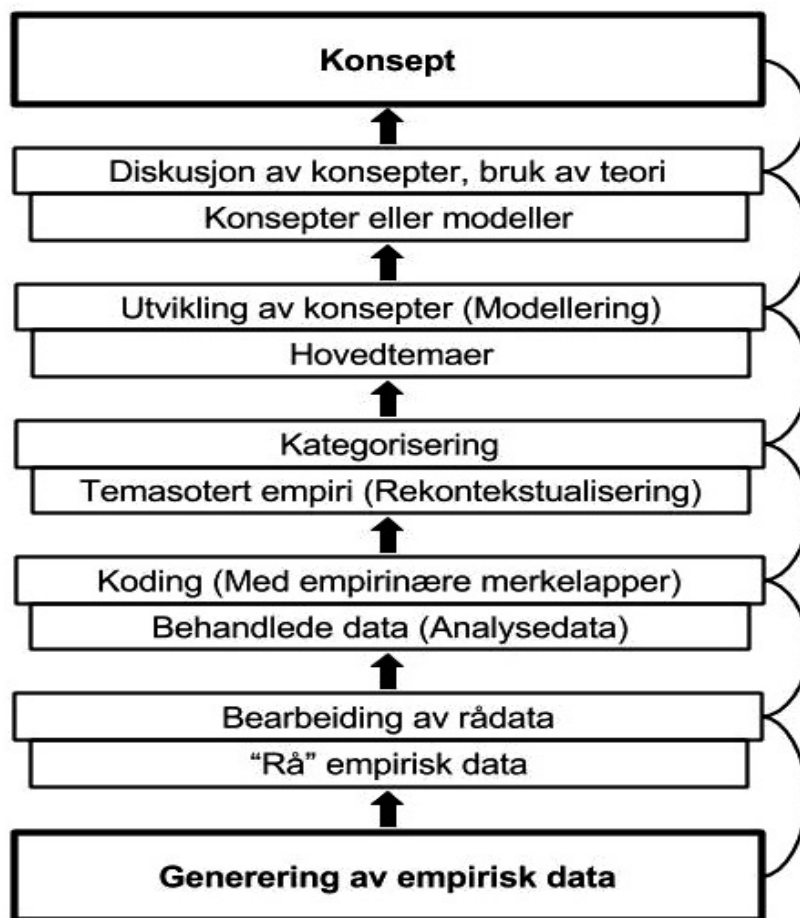 Konsept
Diskusjon av konsepter, bruk av teori
Konsepter eller modeller
Utvikling av konsepter (Modellering)
Hovedtemaer
Kategorisering
Temasotert empiri (Rekontekstualisering)
Koding (Med empirinære merkelapper)
Behandlede data (Analysedata)
Bearbeiding av rådata
“Rå” empirisk data
Generering av empirisk data